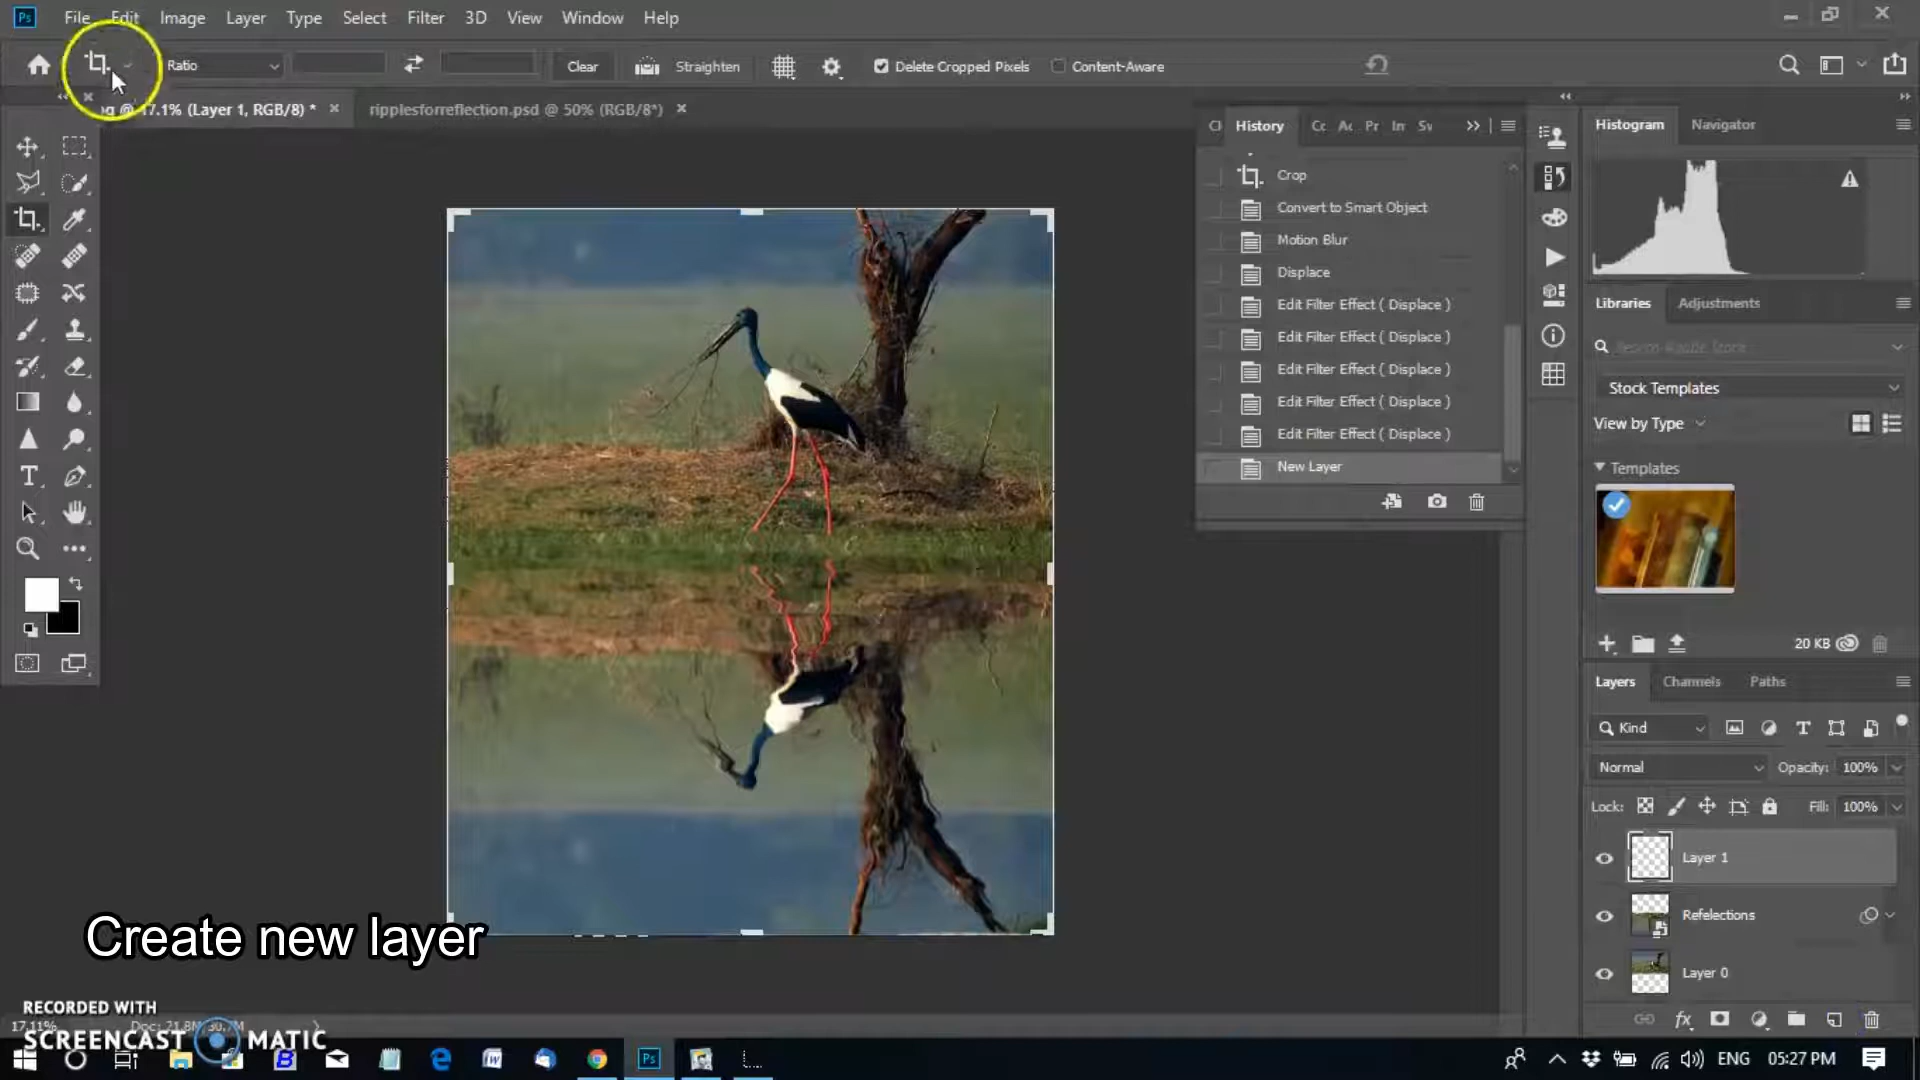 Ps File Edit Image Layer Type Select Filter 3D View Window Help
Ratio Clear Straighten Delete Cropped Pixels Content-Aware
@ 17.1% (Layer 1, RGB/8) * ripplesforreflection.psd @ 50% (RGB/8*)
History
Crop
Convert to Smart Object
Motion Blur
Displace
Edit Filter Effect ( Displace )
Edit Filter Effect ( Displace )
Edit Filter Effect ( Displace )
Edit Filter Effect ( Displace )
Edit Filter Effect ( Displace )
New Layer
Histogram Navigator
Libraries Adjustments
Stock Templates
View by Type
Templates
20 KB
Layers Channels Paths
Kind
Normal Opacity: 100%
Lock: Fill: 100%
Layer 1
Refelections
Layer 0
Create new layer
RECORDED WITH
SCREENCAST MATIC
17.11%
ENG 05:27 PM